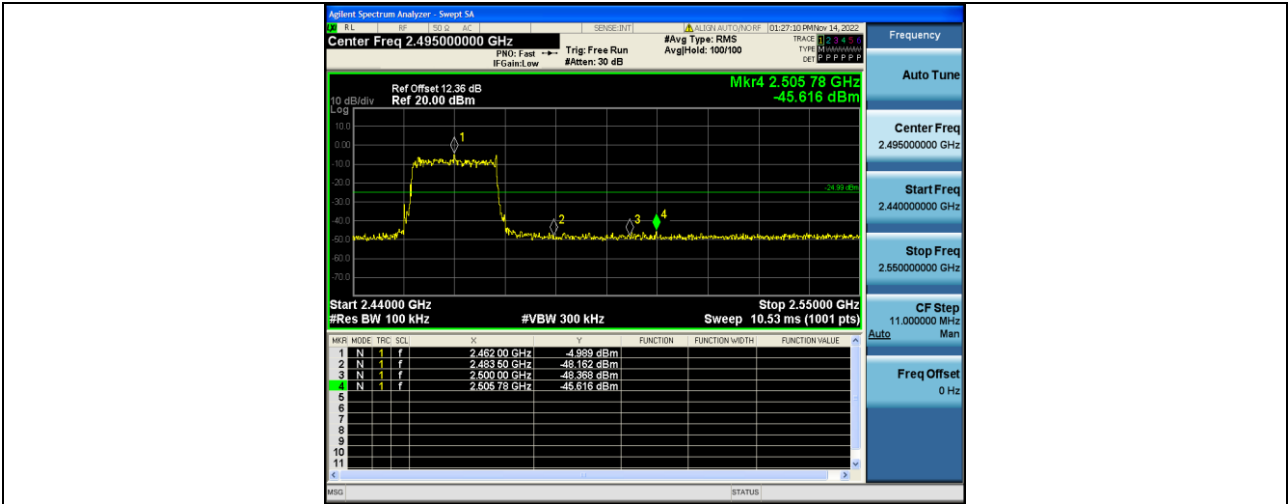 Agilent Spectrum Analyzer - Swept SA
RL RF 50 Ω AC SENSE:INT ALIGN AUTO/NO RF 01:27:10 PM Nov 14, 2022
Center Freq 2.495000000 GHz
PNO: Fast
IFGain:Low
Trig: Free Run
#Atten: 30 dB
#Avg Type: RMS
Avg|Hold: 100/100
TRACE 1 2 3 4 5 6
TYPE M
DET P P P P P P
Ref Offset 12.36 dB
10 dB/div Ref 20.00 dBm
Log
Mkr4 2.505 78 GHz
-45.616 dBm
10.0
0.00
-10.0
-20.0
-30.0
-40.0
-50.0
-60.0
-70.0
1
2
3
4
-24.99 dBm
Start 2.44000 GHz Stop 2.55000 GHz
#Res BW 100 kHz #VBW 300 kHz Sweep 10.53 ms (1001 pts)
MKR MODE TRC SCL X Y FUNCTION FUNCTION WIDTH FUNCTION VALUE
1 N 1 f 2.462 00 GHz -4.989 dBm
2 N 1 f 2.483 50 GHz -48.162 dBm
3 N 1 f 2.500 00 GHz -48.368 dBm
4 N 1 f 2.505 78 GHz -45.616 dBm
5
6
7
8
9
10
11
MSG STATUS
Frequency
Auto Tune
Center Freq
2.495000000 GHz
Start Freq
2.440000000 GHz
Stop Freq
2.550000000 GHz
CF Step
11.000000 MHz
Auto Man
Freq Offset
0 Hz